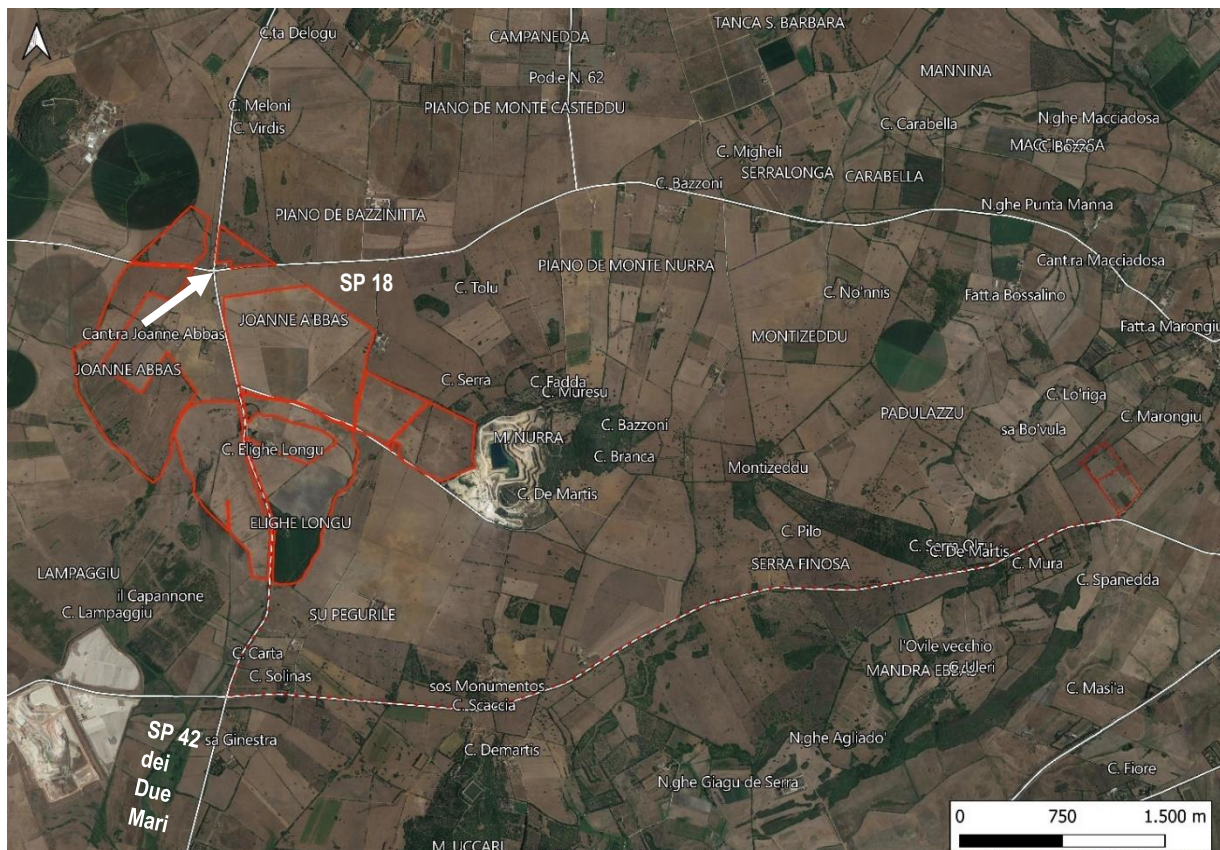 TANCA S. BARBARA
C.ta Delogu
CAMPANEDDA
Pod.e N. 62
MANNINA
C. Meloni
PIANO DE MONTE CASTEDDU
C. Virdis
C. Carabella
N.ghe Macciadosa
C. Bozzo
C. Migheli
SERRALONGA
CARABELLA
C. Bazzoni
N.ghe Punta Manna
PIANO DE BAZZINITTA
PIANO DE MONTE NURRA
Cant.ra Macciadosa
SP 18
C. Tolu
C. No'nnis
Fatt.a Bossalino
JOANNE A'BBAS
Cant.ra Joanne Abbas
MONTIZEDDU
Fatt.a Marongiu
JOANNE ABBAS
C. Serra
C. Fadda
C. Muresu
C. Lo'riga
PADULAZZU
C. Marongiu
sa Bo'vula
C. Bazzoni
M. NURRA
C. Elighe Longu
C. Branca
Montizeddu
C. De Martis
ELIGHE LONGU
C. Pilo
C. De Martis
SERRA FINOSA
C. Mura
LAMPAGGIU
C. Spanedda
il Capannone
C. Lampaggiu
SU PEGURILE
l'Ovile vecchio
C. Carta
C. Solinas
MANDRA EBBAS
sos Monumentos
C. Masi'a
C. Scaccia
SP 42
dei
Due
Mari
sa Ginestra
N.ghe Agliado'
C. Demartis
C. Fiore
N.ghe Giagu de Serra
M. UCCARI
0 750 1.500 m